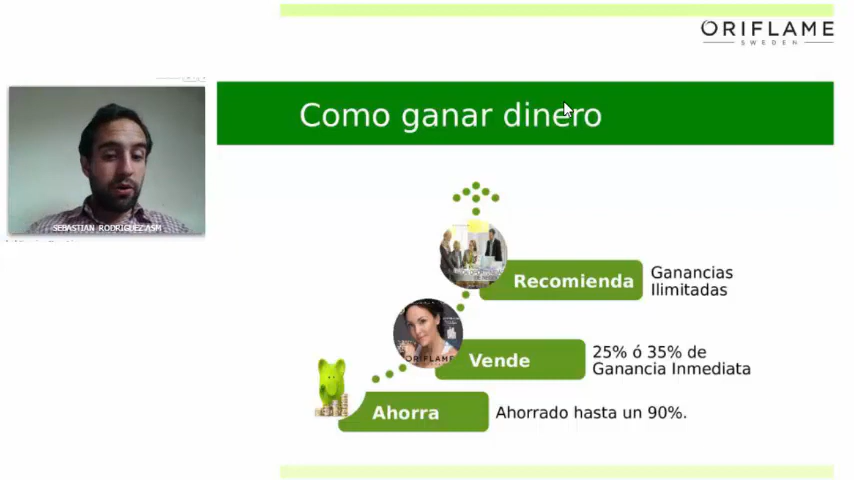 ORIFLAME
SWEDEN
Como ganar dinero
SEBASTIAN RODRIGUEZ ASM
Recomienda
Ganancias
Ilimitadas
ORIFLAME
Vende
25% ó 35% de
Ganancia Inmediata
Ahorra
Ahorrado hasta un 90%.